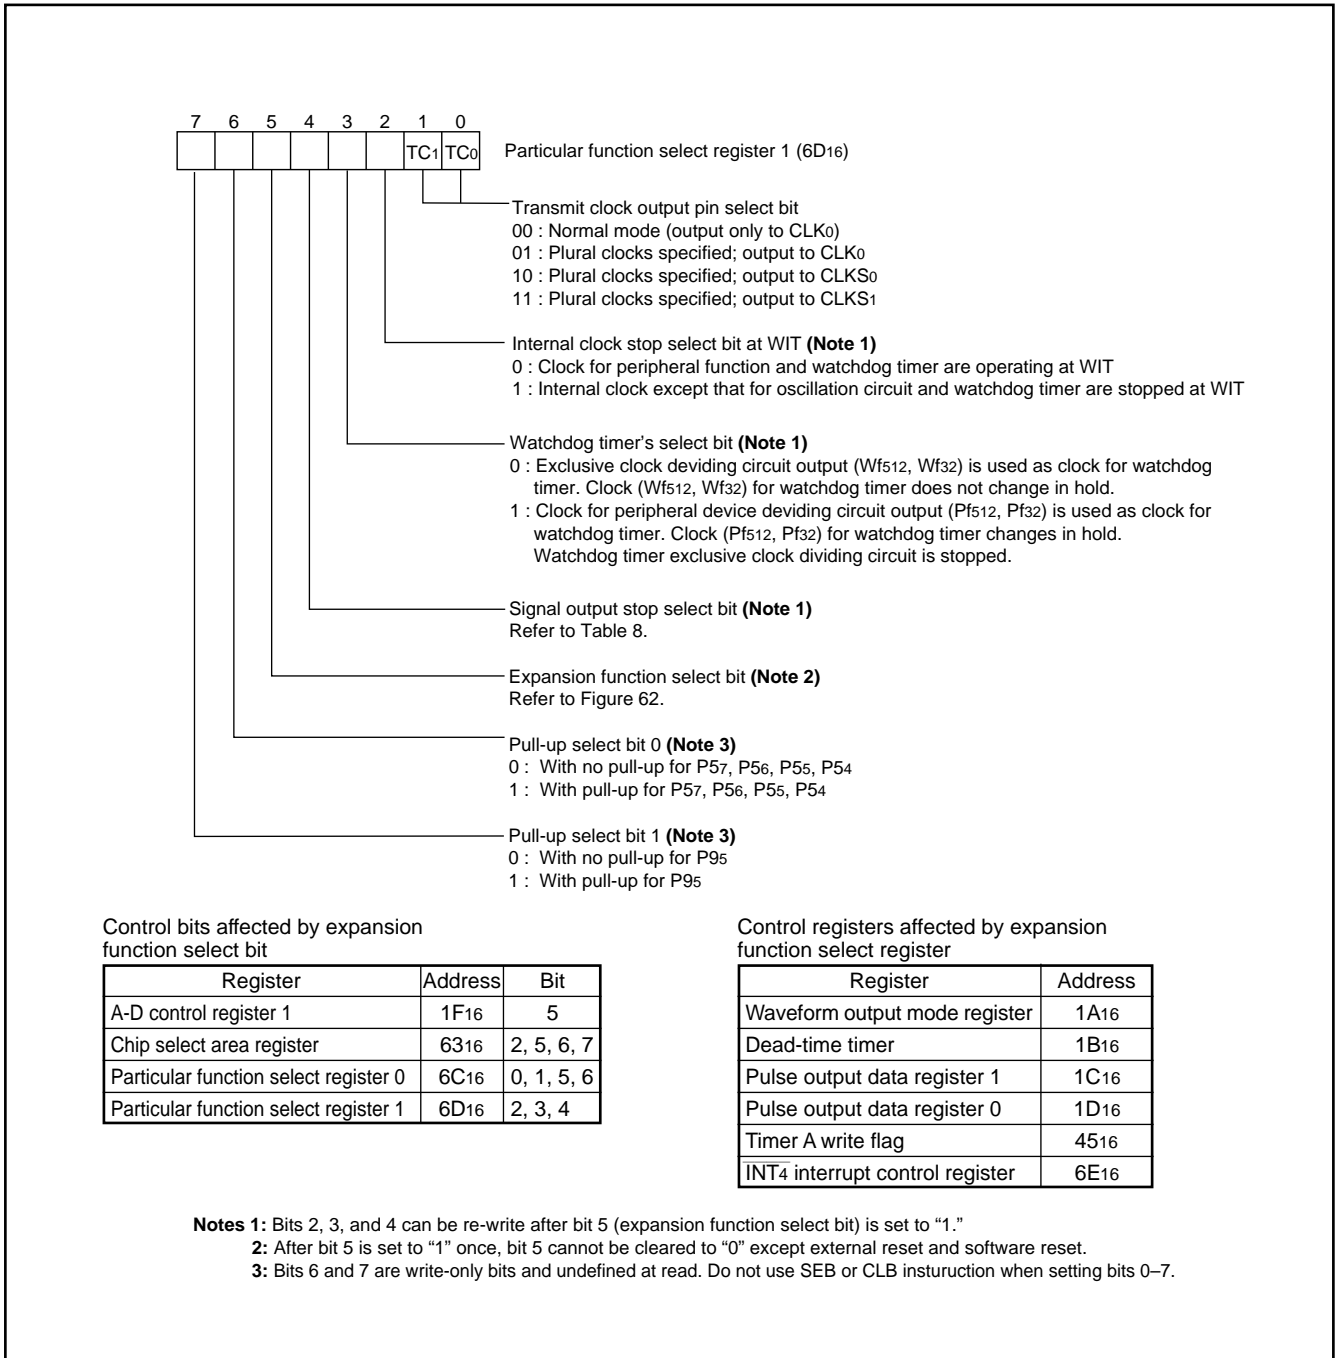 7 6 5 4 3 2 1 0
TC1 TC0 Particular function select register 1 (6D16)
Transmit clock output pin select bit
00 : Normal mode (output only to CLK0)
01 : Plural clocks specified; output to CLK0
10 : Plural clocks specified; output to CLKS0
11 : Plural clocks specified; output to CLKS1
Internal clock stop select bit at WIT (Note 1)
0 : Clock for peripheral function and watchdog timer are operating at WIT
1 : Internal clock except that for oscillation circuit and watchdog timer are stopped at WIT
Watchdog timer's select bit (Note 1)
0 : Exclusive clock deviding circuit output (Wf512, Wf32) is used as clock for watchdog
timer. Clock (Wf512, Wf32) for watchdog timer does not change in hold.
1 : Clock for peripheral device deviding circuit output (Pf512, Pf32) is used as clock for
watchdog timer. Clock (Pf512, Pf32) for watchdog timer changes in hold.
Watchdog timer exclusive clock dividing circuit is stopped.
Signal output stop select bit (Note 1)
Refer to Table 8.
Expansion function select bit (Note 2)
Refer to Figure 62.
Pull-up select bit 0 (Note 3)
0 : With no pull-up for P57, P56, P55, P54
1 : With pull-up for P57, P56, P55, P54
Pull-up select bit 1 (Note 3)
0 : With no pull-up for P95
1 : With pull-up for P95
Control bits affected by expansion
function select bit
Register Address Bit
A-D control register 1 1F16 5
Chip select area register 6316 2, 5, 6, 7
Particular function select register 0 6C16 0, 1, 5, 6
Particular function select register 1 6D16 2, 3, 4
Control registers affected by expansion
function select register
Register Address
Waveform output mode register 1A16
Dead-time timer 1B16
Pulse output data register 1 1C16
Pulse output data register 0 1D16
Timer A write flag 4516
INT4 interrupt control register 6E16
Notes 1: Bits 2, 3, and 4 can be re-write after bit 5 (expansion function select bit) is set to “1.”
2: After bit 5 is set to “1” once, bit 5 cannot be cleared to “0” except external reset and software reset.
3: Bits 6 and 7 are write-only bits and undefined at read. Do not use SEB or CLB insturuction when setting bits 0–7.